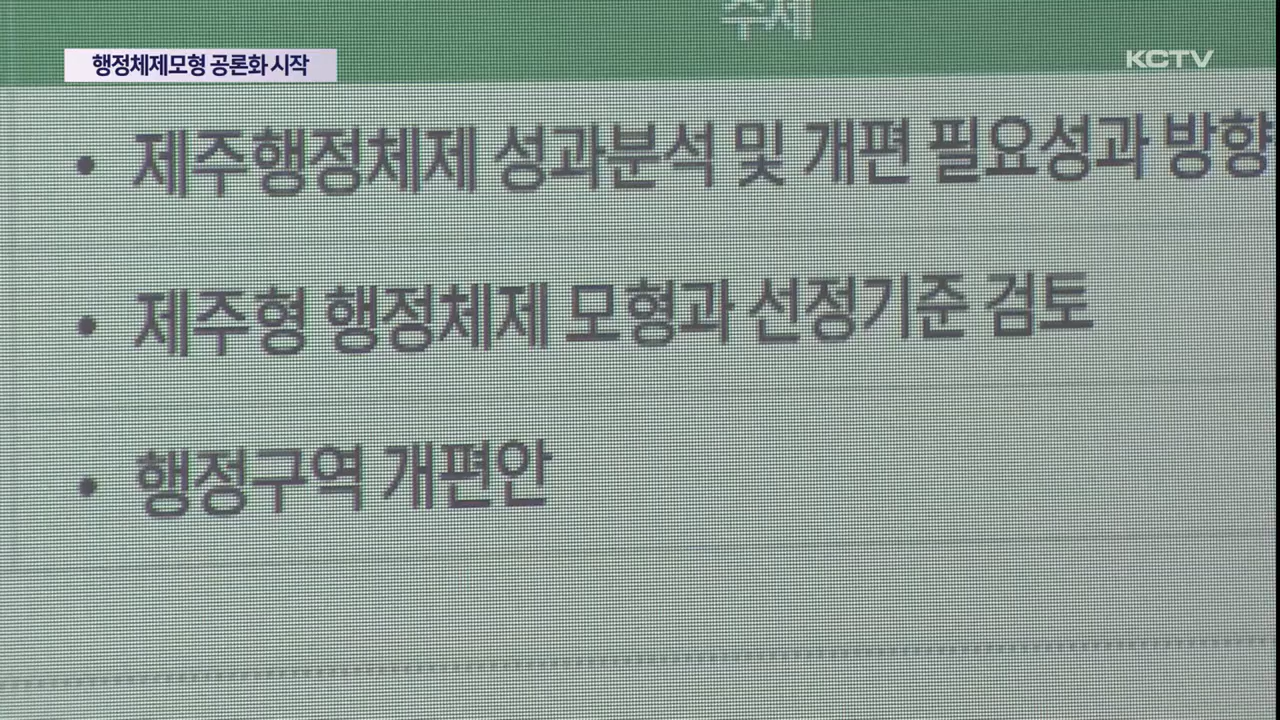 주제
행정체제모형 공론화 시작
KCTV
• 제주행정체제 성과분석 및 개편 필요성과 방향
• 제주형 행정체제 모형과 선정기준 검토
• 행정구역 개편안